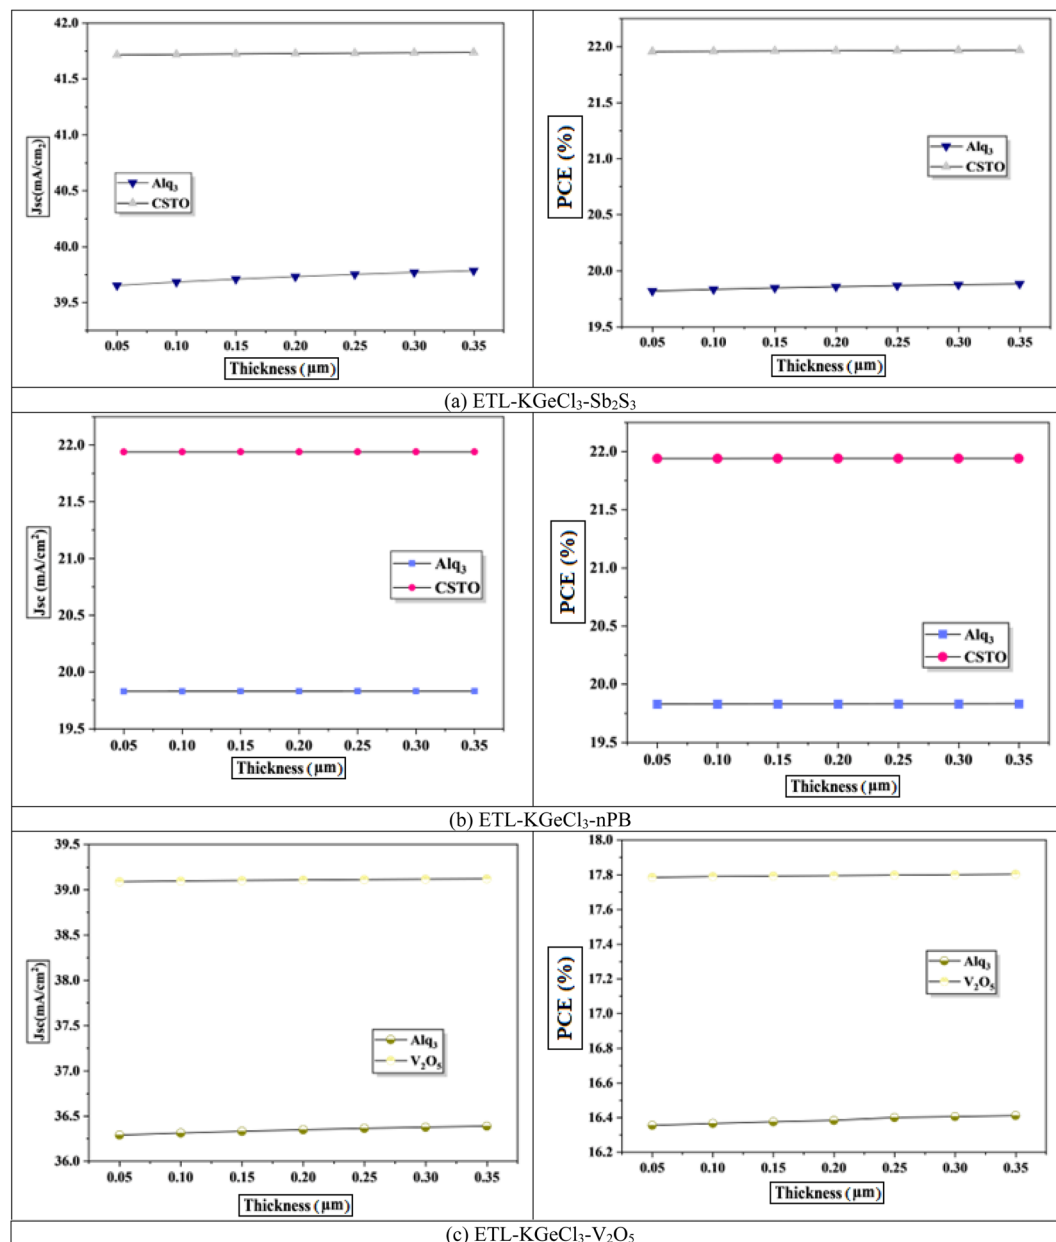 42.0
41.5
41.0
40.5
40.0
39.5
Jsc(mA/cm₂)
Alq₃
CSTO
0.05 0.10 0.15 0.20 0.25 0.30 0.35
Thickness (µm)
22.0
21.5
21.0
20.5
20.0
19.5
PCE (%)
Alq₃
CSTO
0.05 0.10 0.15 0.20 0.25 0.30 0.35
Thickness (µm)
(a) ETL-KGeCl₃-Sb₂S₃
22.0
21.5
21.0
20.5
20.0
19.5
Jsc (mA/cm²)
Alq₃
CSTO
0.05 0.10 0.15 0.20 0.25 0.30 0.35
Thickness (µm)
22.0
21.5
21.0
20.5
20.0
19.5
PCE (%)
Alq₃
CSTO
0.05 0.10 0.15 0.20 0.25 0.30 0.35
Thickness (µm)
(b) ETL-KGeCl₃-nPB
39.5
39.0
38.5
38.0
37.5
37.0
36.5
36.0
Jsc(mA/cm²)
Alq₃
V₂O₅
0.05 0.10 0.15 0.20 0.25 0.30 0.35
Thickness (µm)
18.0
17.8
17.6
17.4
17.2
17.0
16.8
16.6
16.4
16.2
PCE (%)
Alq₃
V₂O₅
0.05 0.10 0.15 0.20 0.25 0.30 0.35
Thickness (µm)
(c) ETL-KGeCl₃-V₂O₅